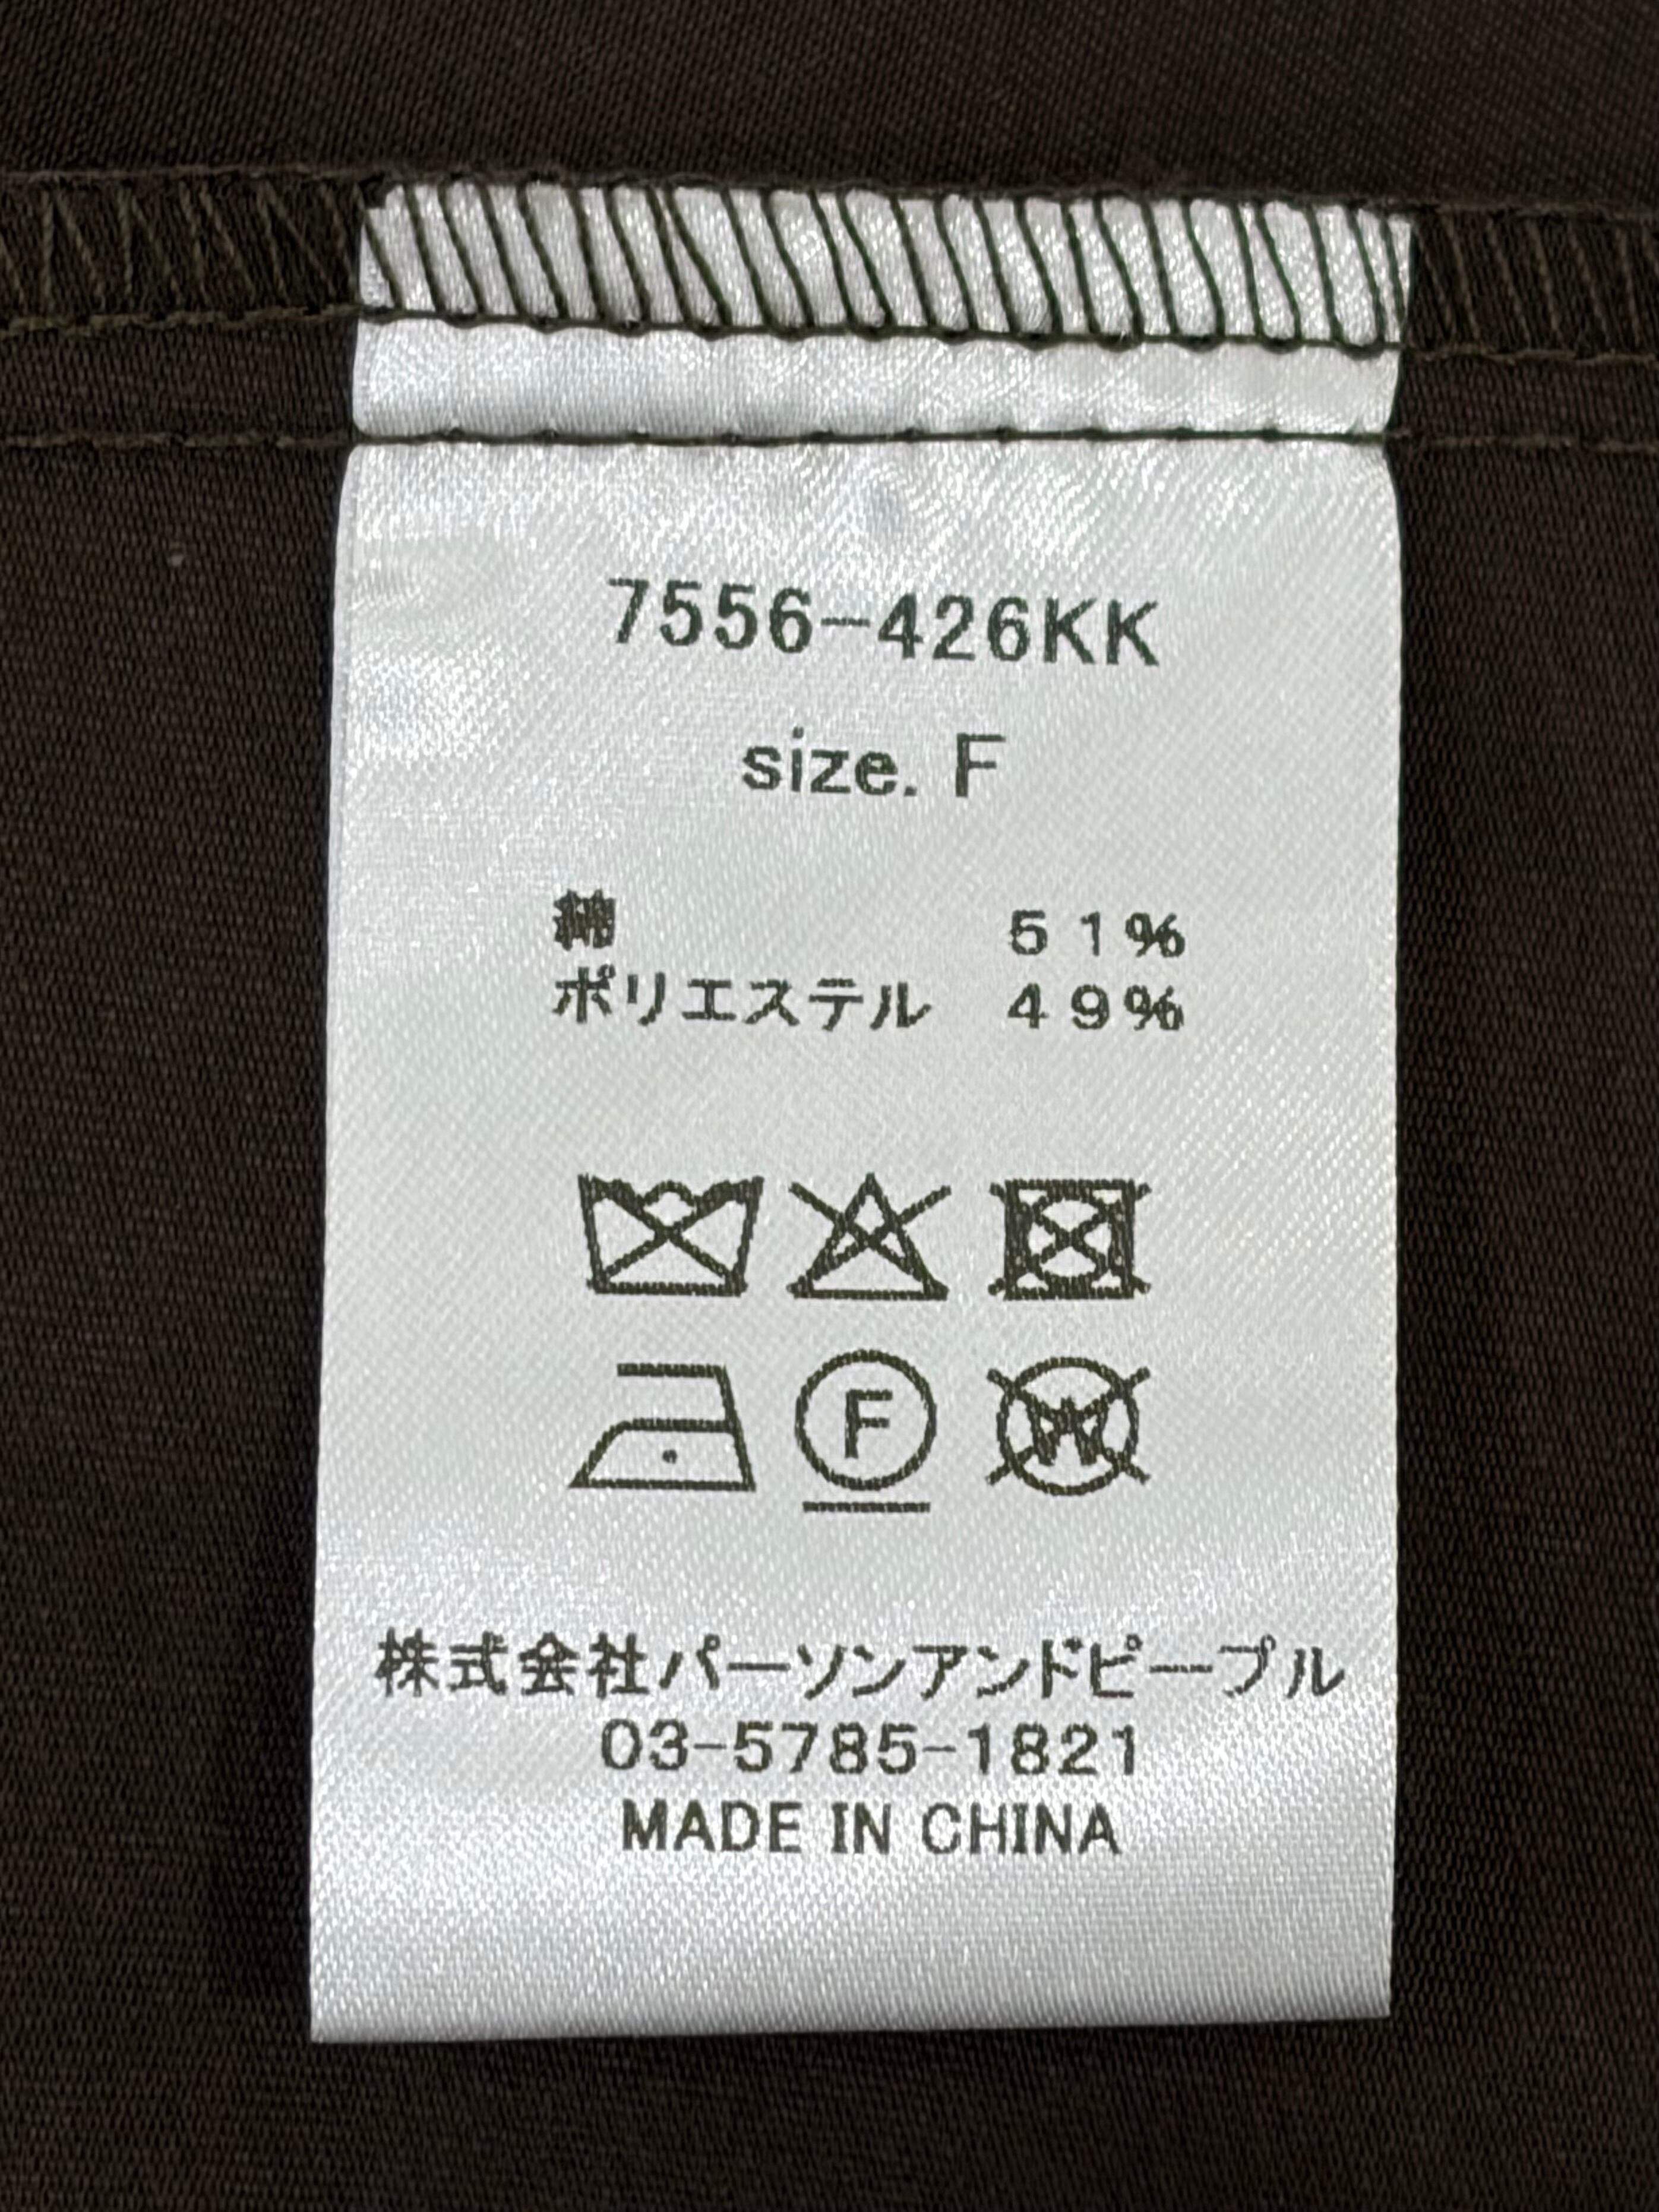 7556-426KK
size. F
綿 51%
ポリエステル 49%
F W
株式会社パーソンアンドピープル
03-5785-1821
MADE IN CHINA